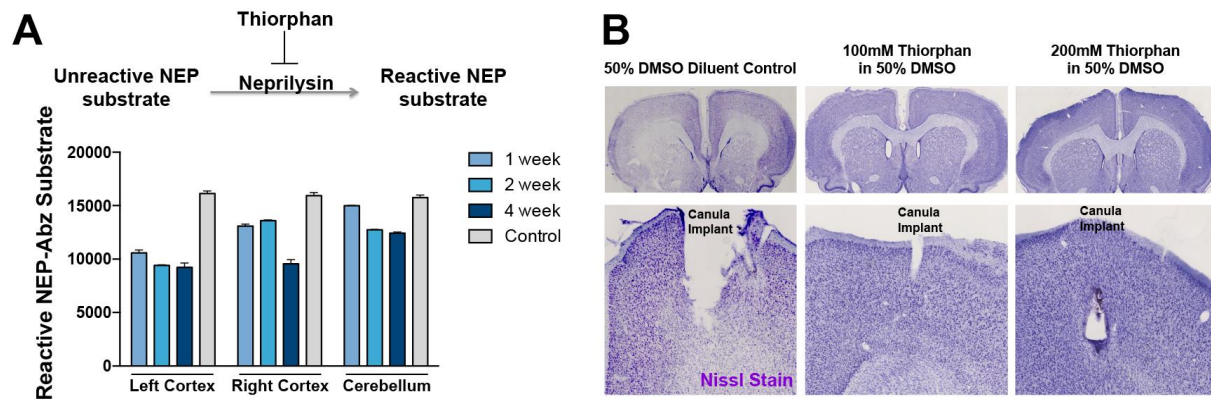 A
Thiorphan
Unreactive NEP
substrate
Neprilysin
Reactive NEP
substrate
Reactive NEP-Abz Substrate
20000
15000
10000
5000
0
1 week
2 week
4 week
Control
Left Cortex
Right Cortex
Cerebellum
B
50% DMSO Diluent Control
100mM Thiorphan
in 50% DMSO
200mM Thiorphan
in 50% DMSO
Canula
Implant
Nissl Stain
Canula
Implant
Canula
Implant